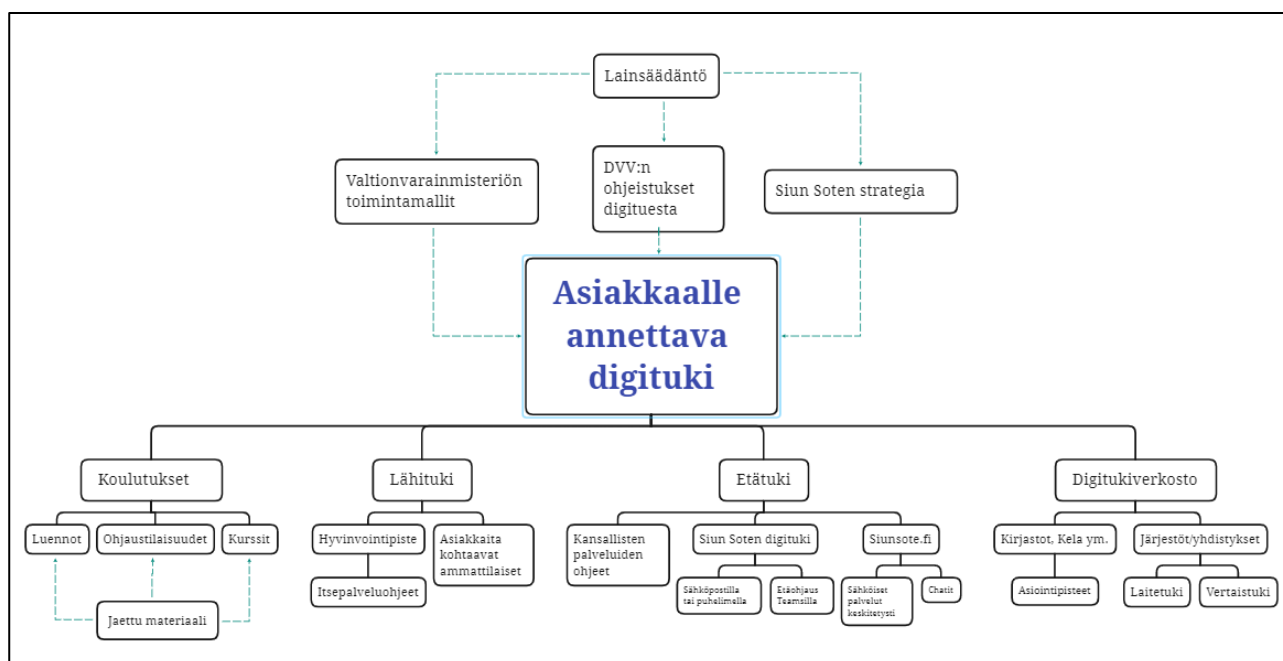 Lainsäädäntö
Valtionvarainministeriön
toimintamallit
DVV:n
ohjeistukset
digituesta
Siun Soten strategia
Asiakkaalle
annettava
digituki
Koulutukset
Lähituki
Etätuki
Digitukiverkosto
Luennot
Ohjaustilaisuudet
Kurssit
Jaettu materiaali
Hyvinvointipiste
Itsepalveluohjeet
Asiakkaita
kohtaavat
ammattilaiset
Kansallisten
palveluiden
ohjeet
Siun Soten digituki
Sähköpostilla
tai puhelimella
Etäohjaus
Teamsilla
Siunsote.fi
Sähköiset
palvelut
keskitetysti
Chatit
Kirjastot, Kela ym.
Asiointipisteet
Järjestöt/yhdistykset
Laitetuki
Vertaistuki